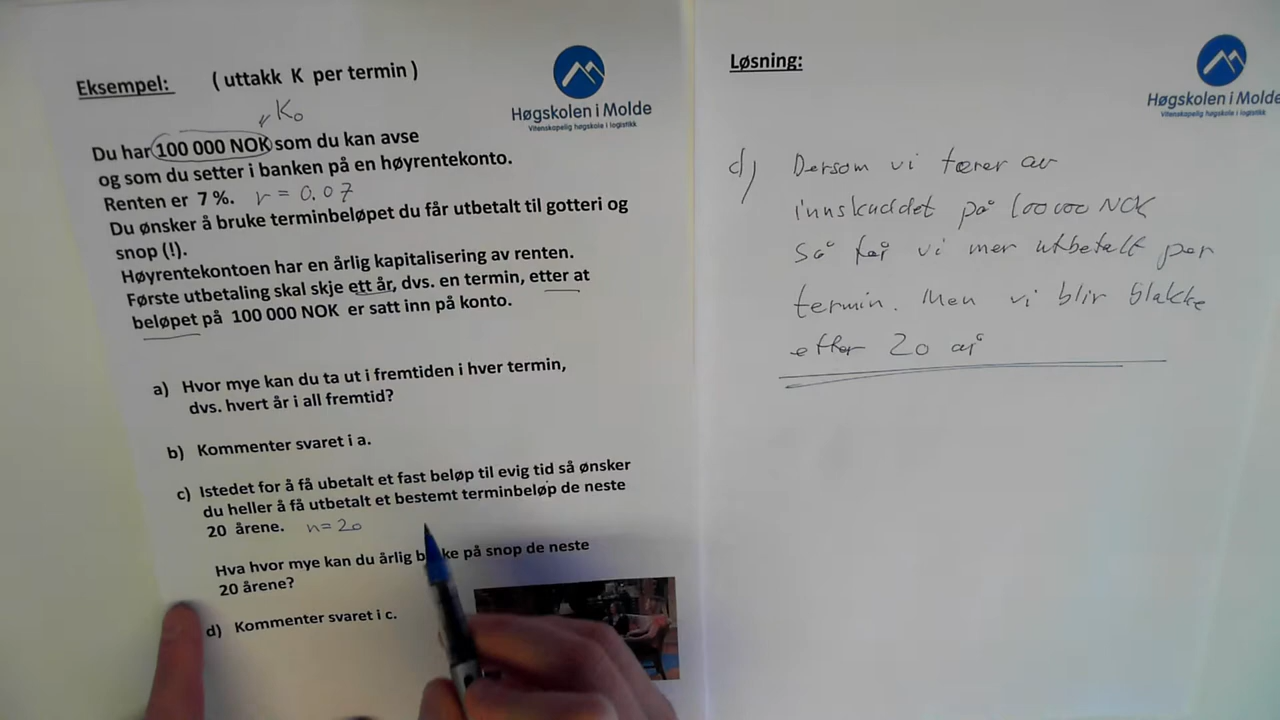 Eksempel: ( uttakk K per termin )
Høgskolen i Molde
Vitenskapelig høgskole i logistikk
K₀
Du har 100 000 NOK som du kan avse
og som du setter i banken på en høyrentekonto.
Renten er 7 %. r = 0.07
Du ønsker å bruke terminbeløpet du får utbetalt til gotteri og
snop (!).
Høyrentekontoen har en årlig kapitalisering av renten.
Første utbetaling skal skje ett år, dvs. en termin, etter at
beløpet på 100 000 NOK er satt inn på konto.
a) Hvor mye kan du ta ut i fremtiden i hver termin,
dvs. hvert år i all fremtid?
b) Kommenter svaret i a.
c) Istedet for å få ubetalt et fast beløp til evig tid så ønsker
du heller å få utbetalt et bestemt terminbeløp de neste
20 årene. n = 20
Hva hvor mye kan du årlig b ke på snop de neste
20 årene?
d) Kommenter svaret i c.
Løsning:
Høgskolen i Molde
Vitenskapelig høgskole i logistikk
d) Dersom vi tærer av
innskuddet på 100 000 NOK
så får vi mer utbetalt per
termin. Men vi blir blakke
etter 20 år